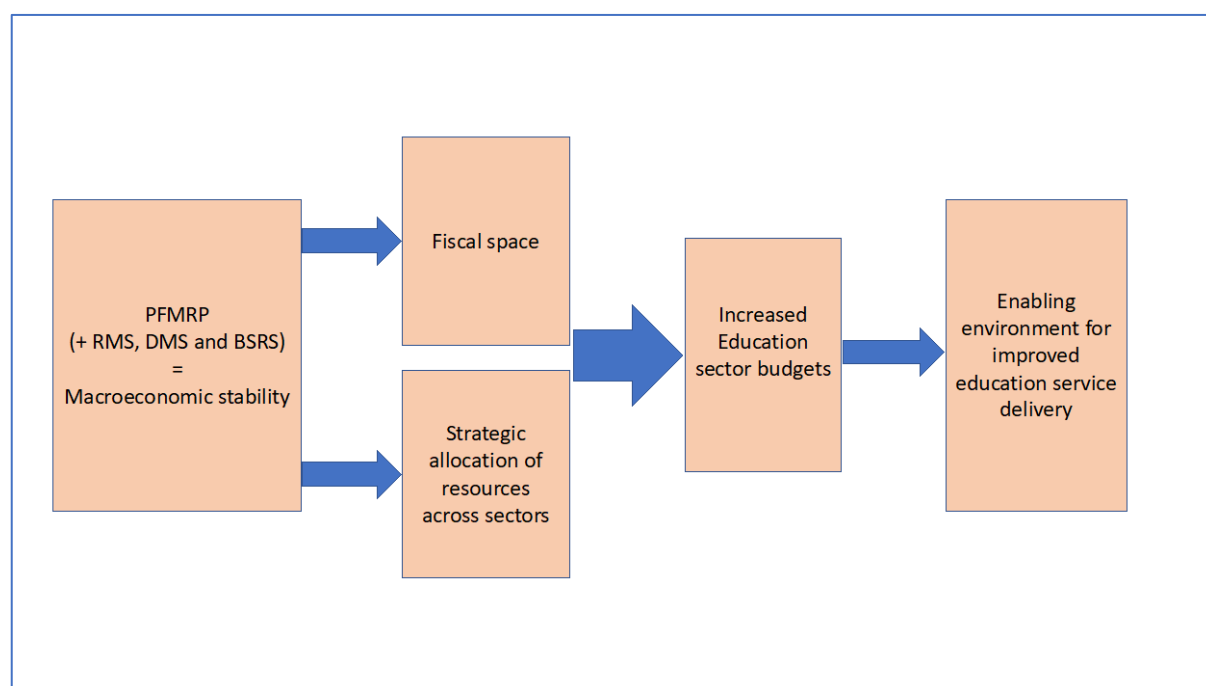 PFMRP
(+ RMS, DMS and BSRS)
=
Macroeconomic stability
Fiscal space
Strategic
allocation of
resources
across sectors
Increased
Education
sector budgets
Enabling
environment for
improved
education service
delivery